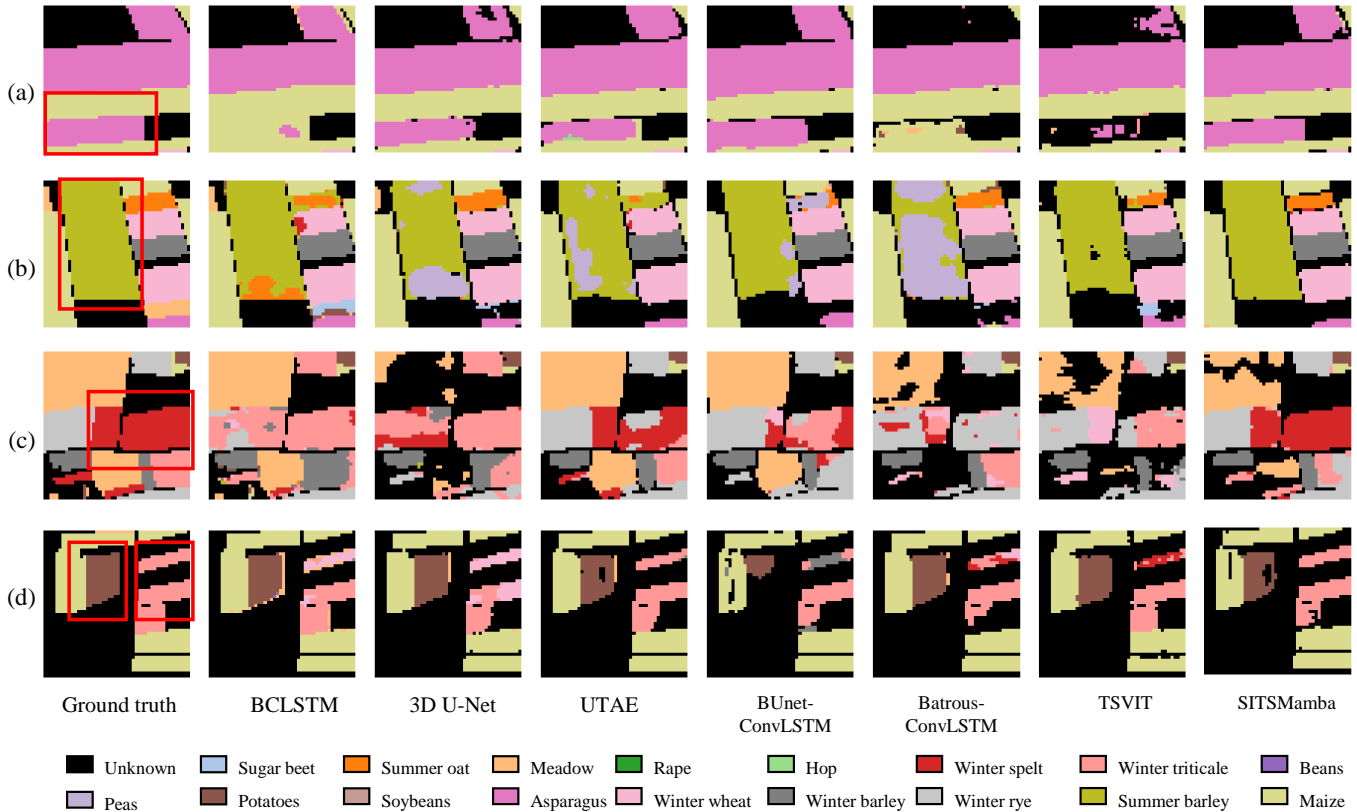 (a)
(b)
(c)
(d)
Ground truth BCLSTM 3D U-Net UTAE BUnet- Batrous- TSVIT SITSMamba
ConvLSTM ConvLSTM
Unknown Sugar beet Summer oat Meadow Rape Hop Winter spelt Winter triticale Beans
Peas Potatoes Soybeans Asparagus Winter wheat Winter barley Winter rye Summer barley Maize